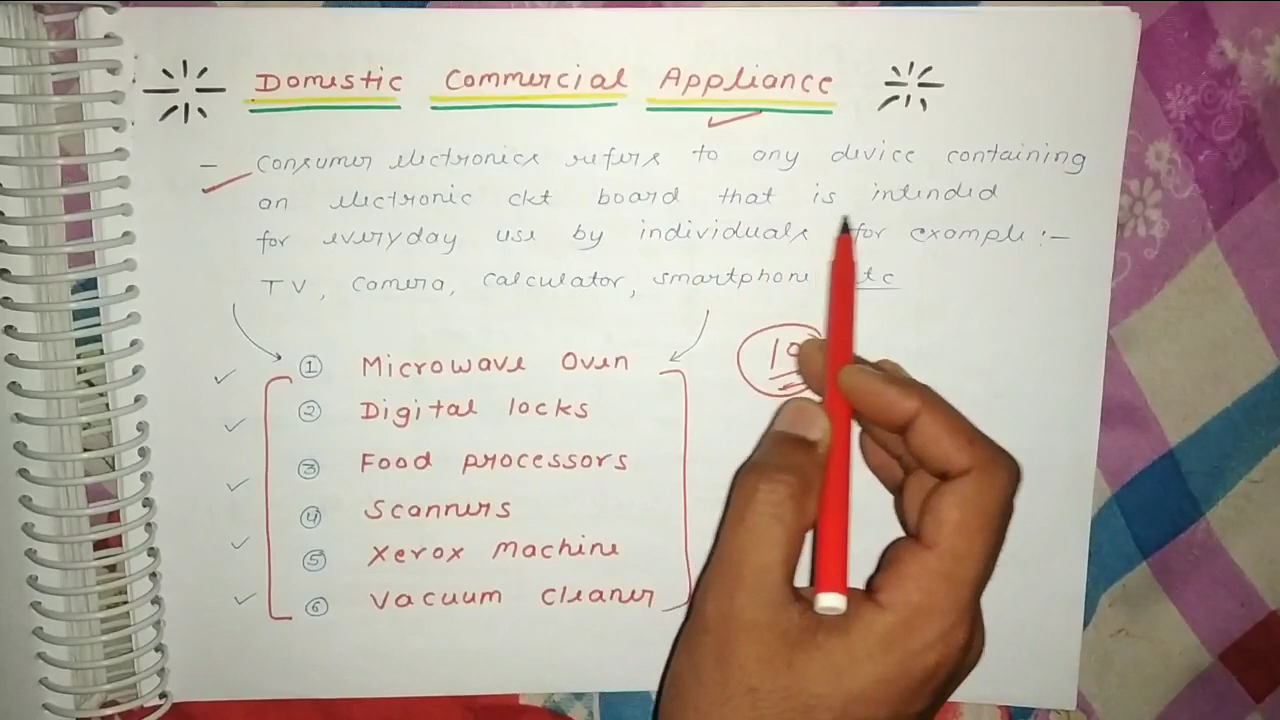 Domestic Commercial Appliance
- Consumer electronics refers to any device containing
an electronic ckt board that is intended
for everyday use by individuals for example :-
TV, Camera, Calculator, smartphone
① Microwave Oven
② Digital locks
③ Food processors
④ Scanners
⑤ Xerox machine
⑥ Vacuum cleaner